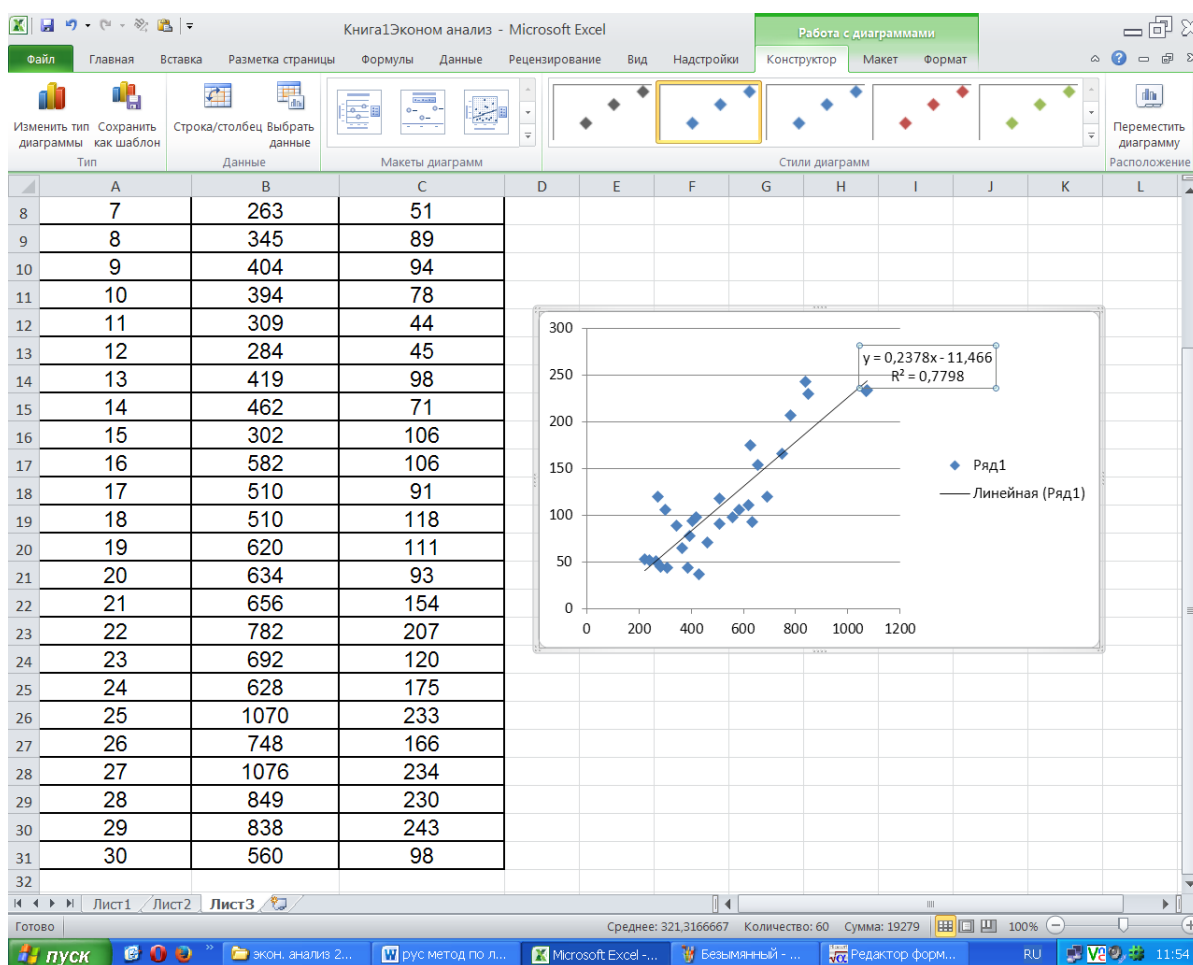 Книга1Эконом анализ - Microsoft Excel
Работа с диаграммами
Файл Главная Вставка Разметка страницы Формулы Данные Рецензирование Вид Надстройки Конструктор Макет Формат
Изменить тип диаграммы
Сохранить как шаблон
Строка/столбец
Выбрать данные
Переместить диаграмму
Тип Данные Макеты диаграмм Стили диаграмм Расположение
A B C D E F G H I J K L
8 7 263 51
9 8 345 89
10 9 404 94
11 10 394 78
12 11 309 44
13 12 284 45
14 13 419 98
15 14 462 71
16 15 302 106
17 16 582 106
18 17 510 91
19 18 510 118
20 19 620 111
21 20 634 93
22 21 656 154
23 22 782 207
24 23 692 120
25 24 628 175
26 25 1070 233
27 26 748 166
28 27 1076 234
29 28 849 230
30 29 838 243
31 30 560 98
32
300
250
200
150
100
50
0
0 200 400 600 800 1000 1200
y = 0,2378x - 11,466
R² = 0,7798
Ряд1
Линейная (Ряд1)
Лист1 Лист2 Лист3
Готово Среднее: 321,3166667 Количество: 60 Сумма: 19279 100%
пуск экон. анализ 2... рус метод по л... Microsoft Excel -... Безымянный - ... Редактор форм... RU 11:54